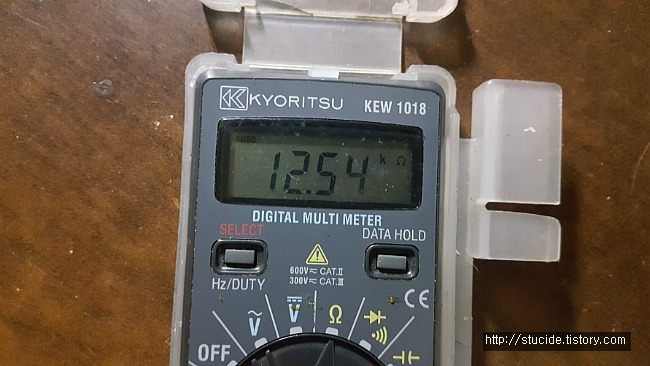 KYORITSU KEW 1018
AUTO
12.54 k Ω
DIGITAL MULTI METER
SELECT DATA HOLD
Hz/DUTY
600V⎓ CAT.II
300V⎓ CAT.III
CE
V V Ω
OFF
http://stucide.tistory.com